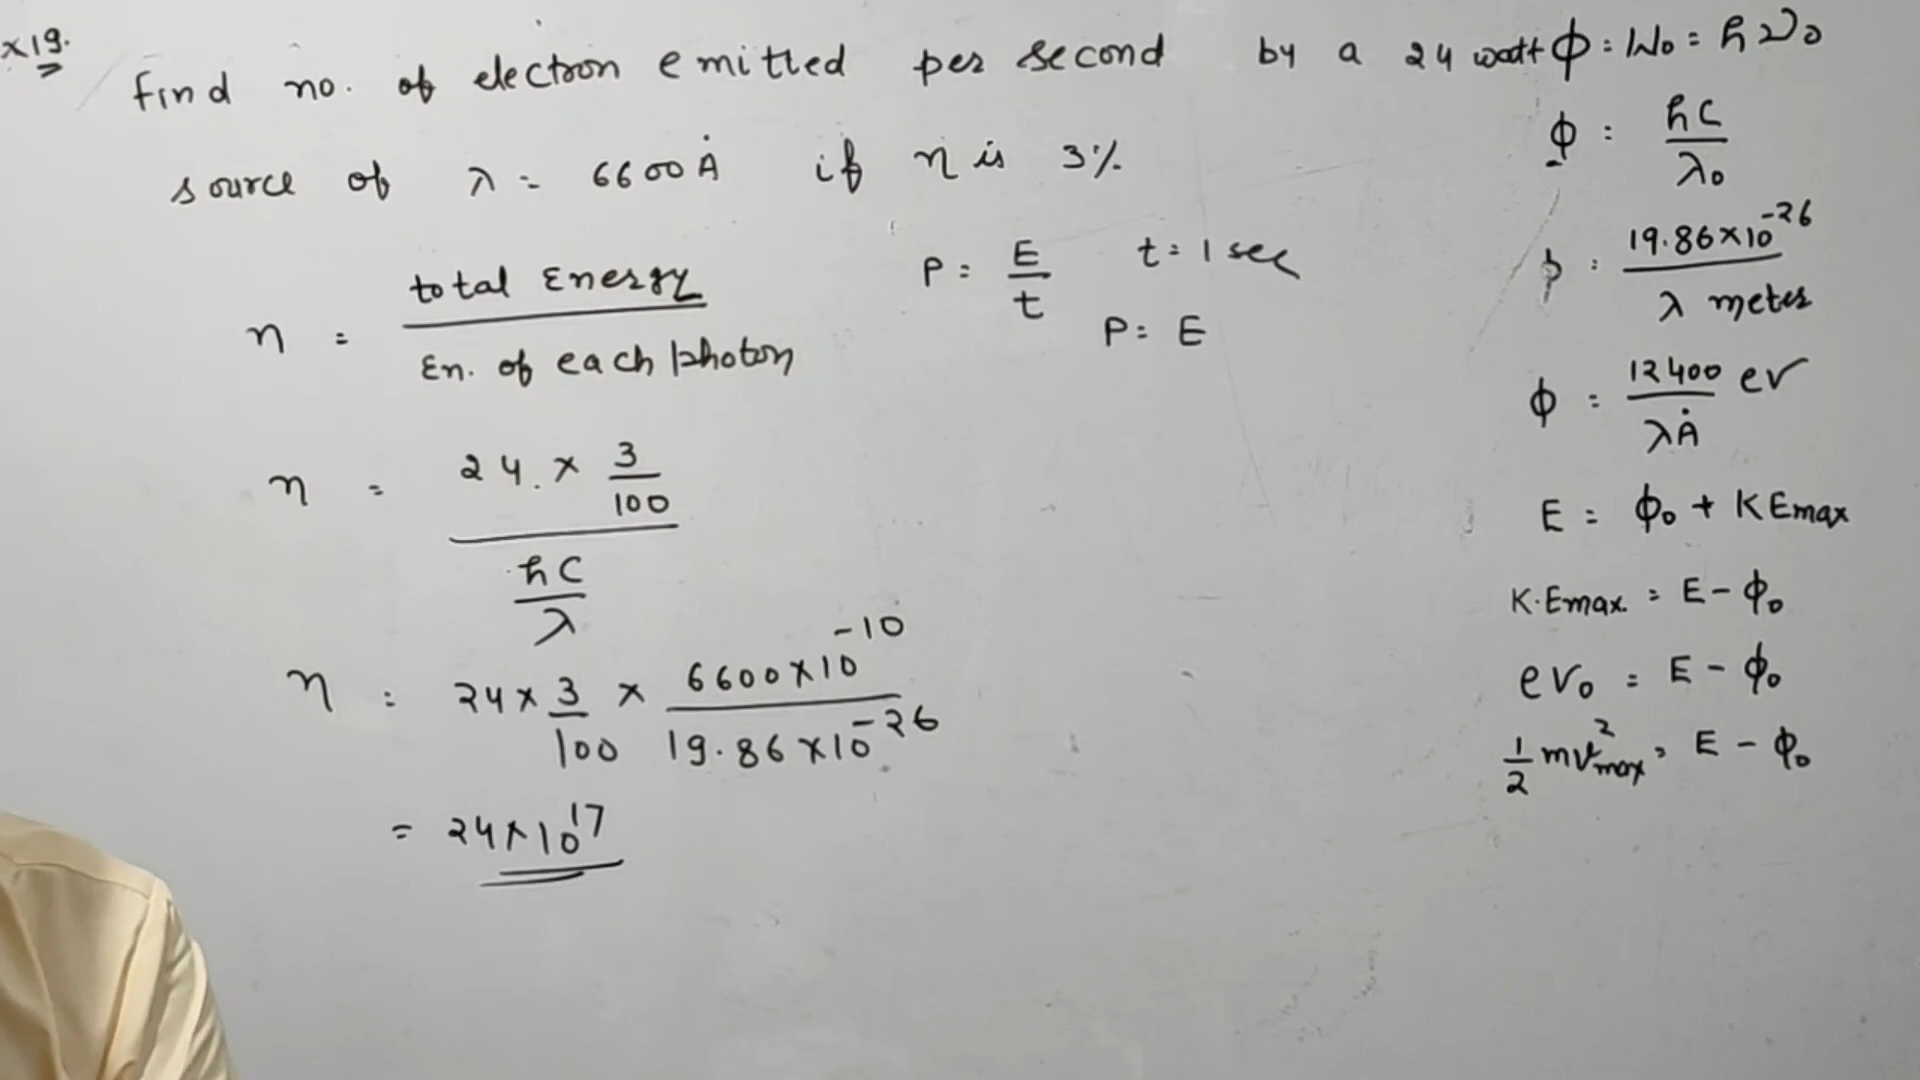 x19.
find no. of electron emitted per second by a 24 watt
source of λ = 6600 Å if η is 3%
n = total Energy / En. of each photon
P = E / t   t = 1 sec
P = E
n = 24 × 3/100 / hC/λ
n = 24 × 3/100 × 6600×10^-10 / 19.86×10^-26
= 24×10^17
ϕ = W₀ = hν₀
ϕ = hC / λ₀
ϕ = 19.86×10^-26 / λ meter
ϕ = 12400 / λÅ ev
E = ϕ₀ + KEmax
K.Emax. = E - ϕ₀
ev₀ = E - ϕ₀
1/2 mv²max = E - ϕ₀